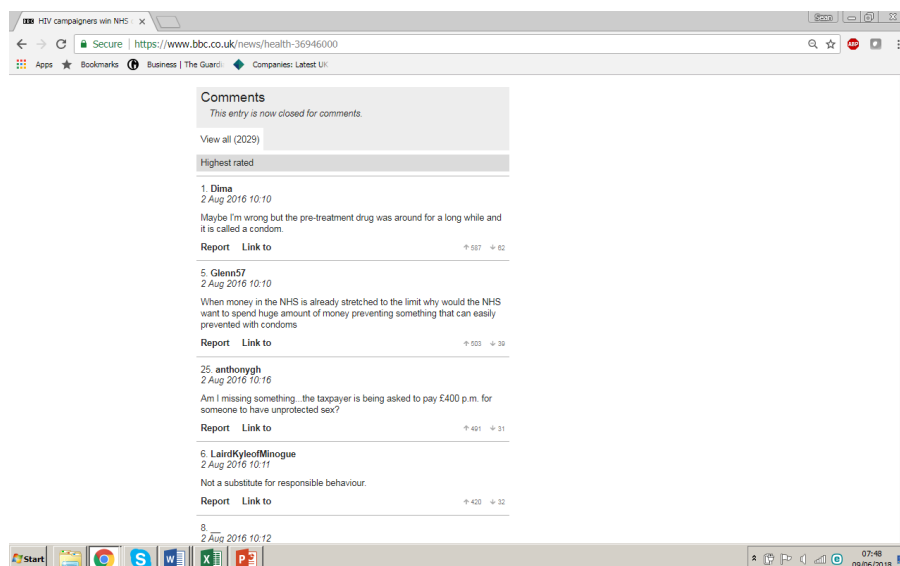 HIV campaigners win NHS
Sean
Secure | https://www.bbc.co.uk/news/health-36946000
ABP
Apps Bookmarks Business | The Guardi Companies: Latest UK
Comments
This entry is now closed for comments.
View all (2029)
Highest rated
1. Dima
2 Aug 2016 10:10
Maybe I'm wrong but the pre-treatment drug was around for a long while and
it is called a condom.
Report Link to 587 62
5. Glenn57
2 Aug 2016 10:10
When money in the NHS is already stretched to the limit why would the NHS
want to spend huge amount of money preventing something that can easily
prevented with condoms
Report Link to 503 39
25. anthonygh
2 Aug 2016 10:16
Am I missing something...the taxpayer is being asked to pay £400 p.m. for
someone to have unprotected sex?
Report Link to 491 31
6. LairdKyleofMinogue
2 Aug 2016 10:11
Not a substitute for responsible behaviour.
Report Link to 420 32
8. __
2 Aug 2016 10:12
Start
07:48
09/06/2018